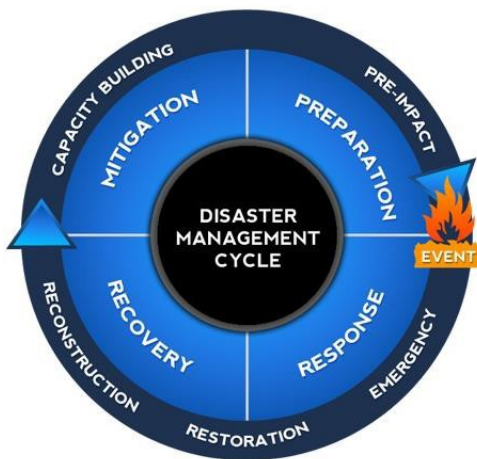 CAPACITY BUILDING
PRE-IMPACT
MITIGATION
PREPARATION
DISASTER
MANAGEMENT
CYCLE
EVENT
RECOVERY
RESPONSE
RECONSTRUCTION
EMERGENCY
RESTORATION